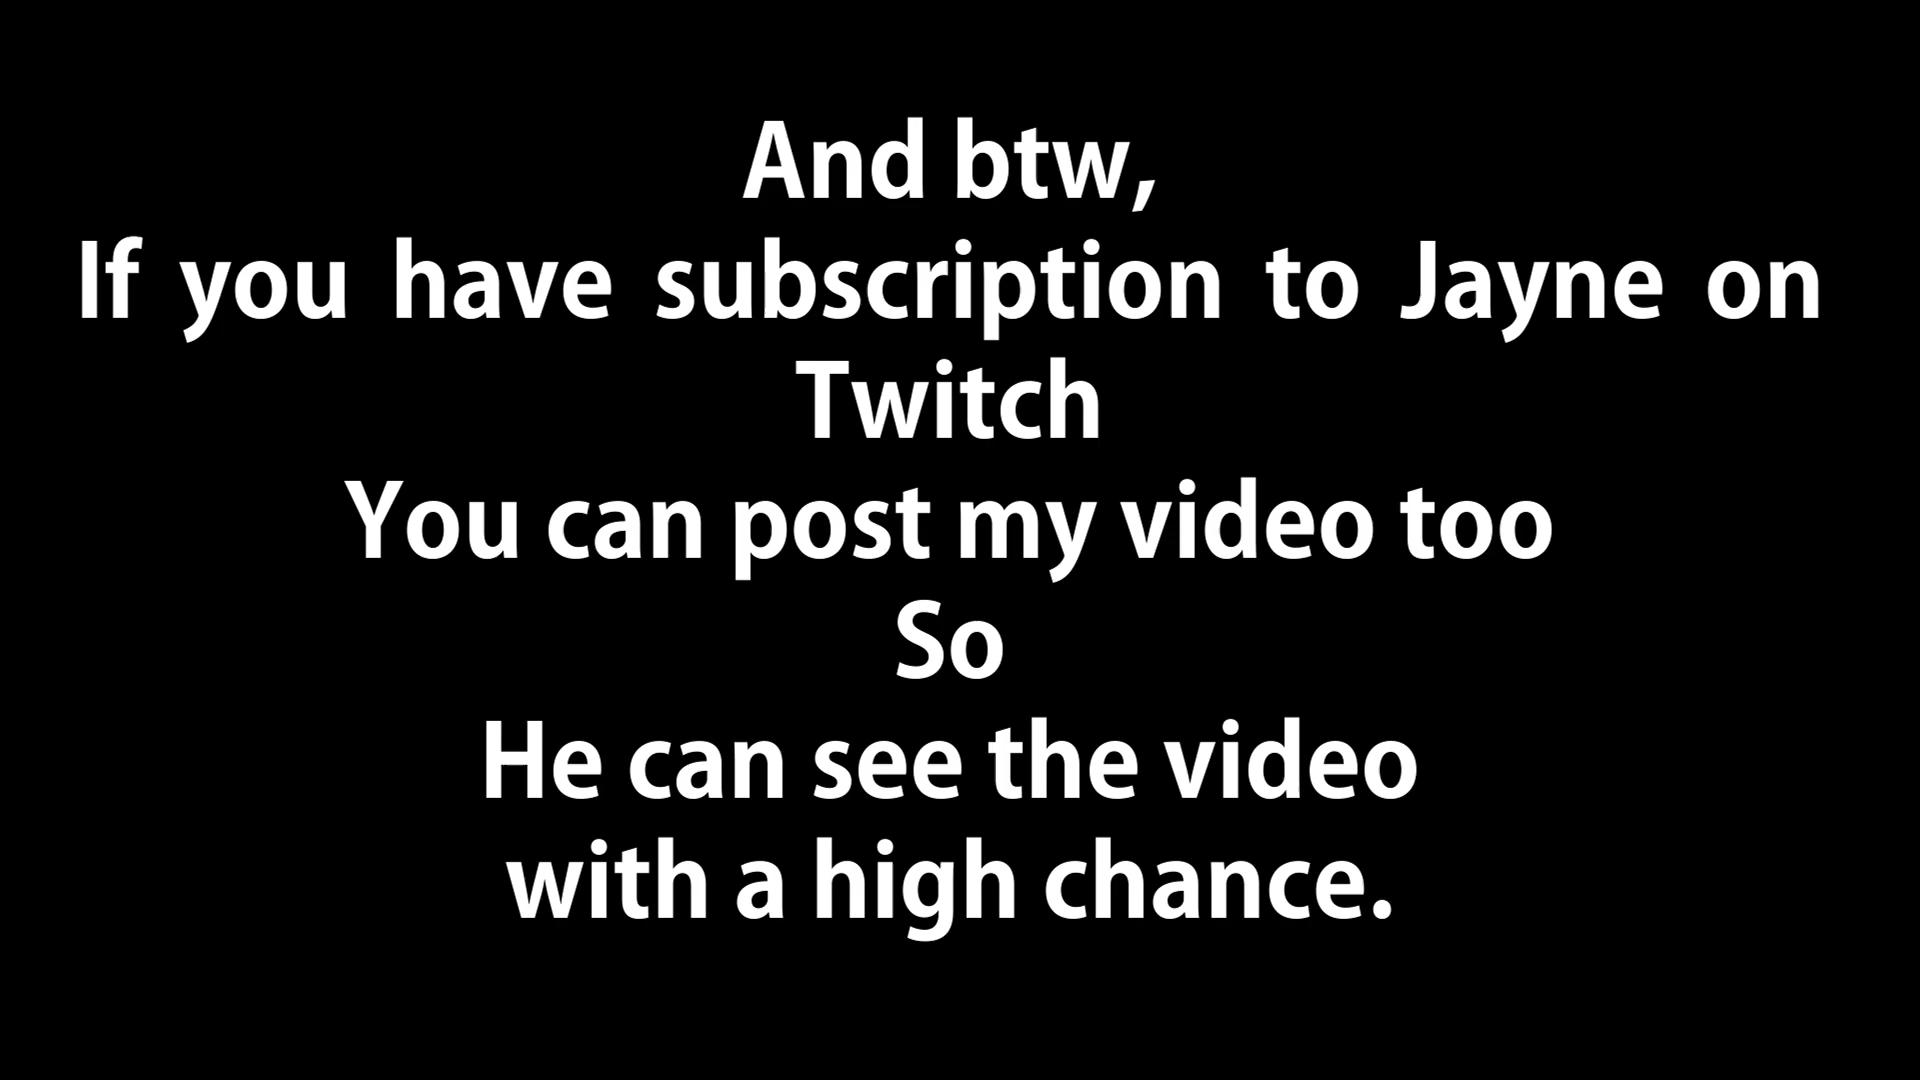 And btw,
If you have subscription to Jayne on
Twitch
You can post my video too
So
He can see the video
with a high chance.